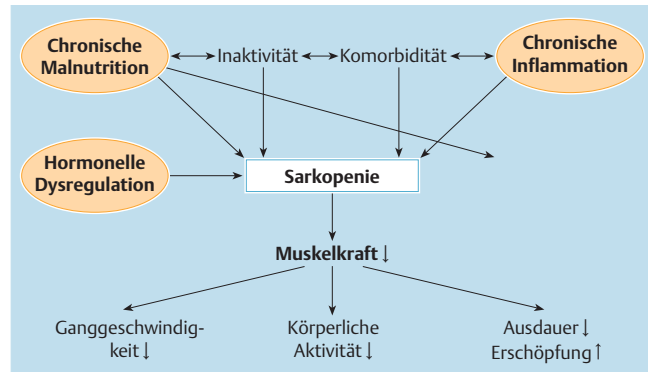 Chronische
Malnutrition
Inaktivität
Komorbidität
Chronische
Inflammation
Hormonelle
Dysregulation
Sarkopenie
Muskelkraft ↓
Ganggeschwindig-
keit ↓
Körperliche
Aktivität ↓
Ausdauer ↓
Erschöpfung ↑